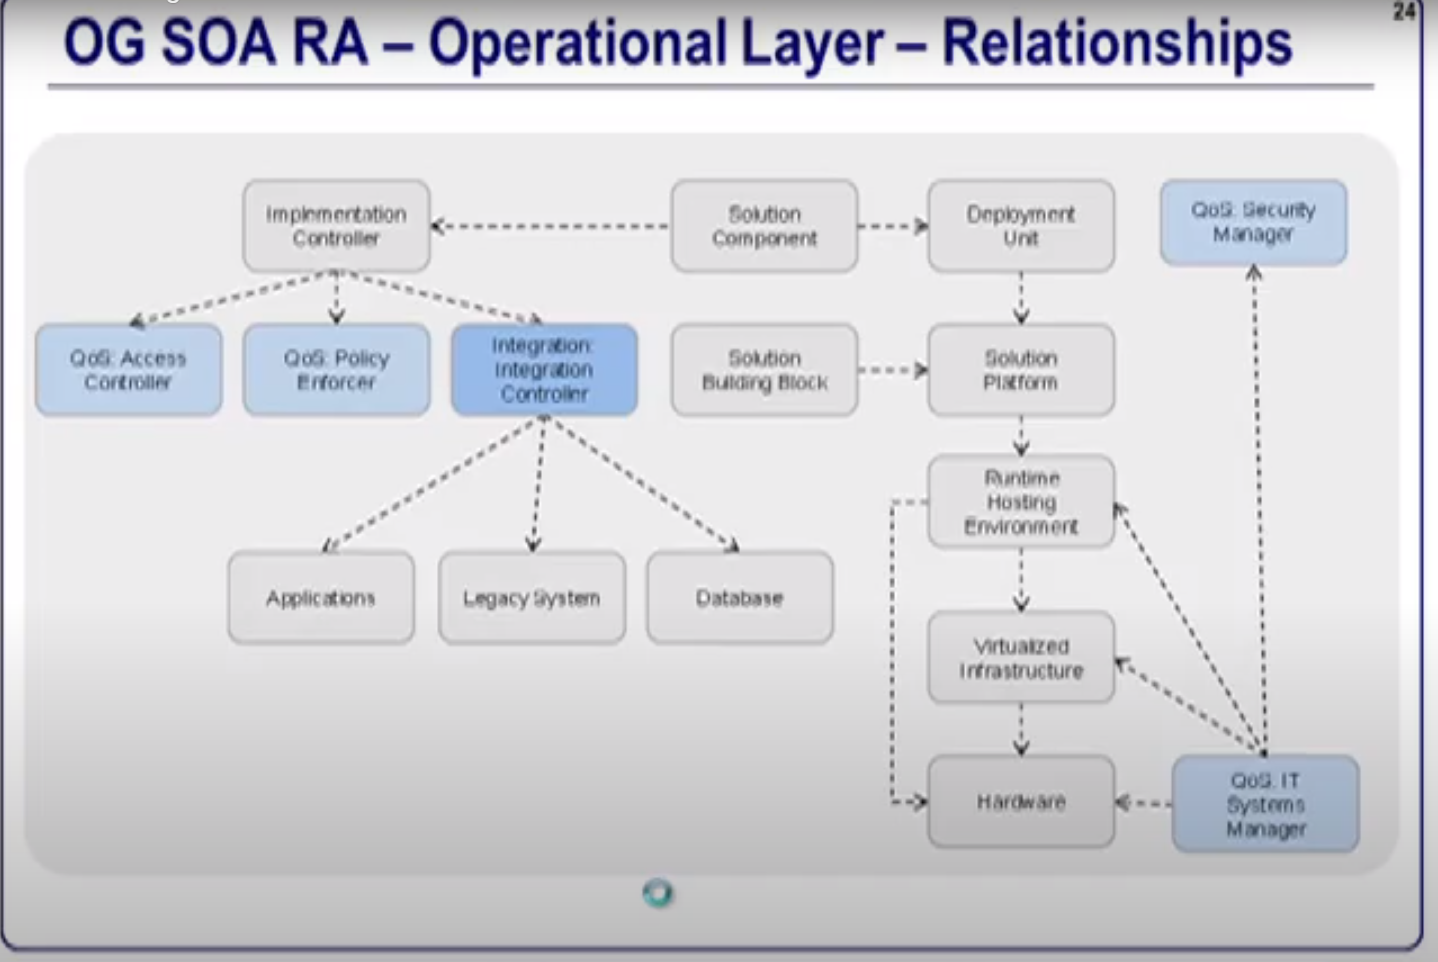 24
OG SOA RA – Operational Layer – Relationships
Implementation
Controller
Solution
Component
Deployment
Unit
QoS: Security
Manager
QoS: Access
Controller
QoS: Policy
Enforcer
Integration:
Integration
Controller
Solution
Building Block
Solution
Platform
Runtime
Hosting
Environment
Applications
Legacy System
Database
Virtualized
Infrastructure
Hardware
QoS: IT
Systems
Manager